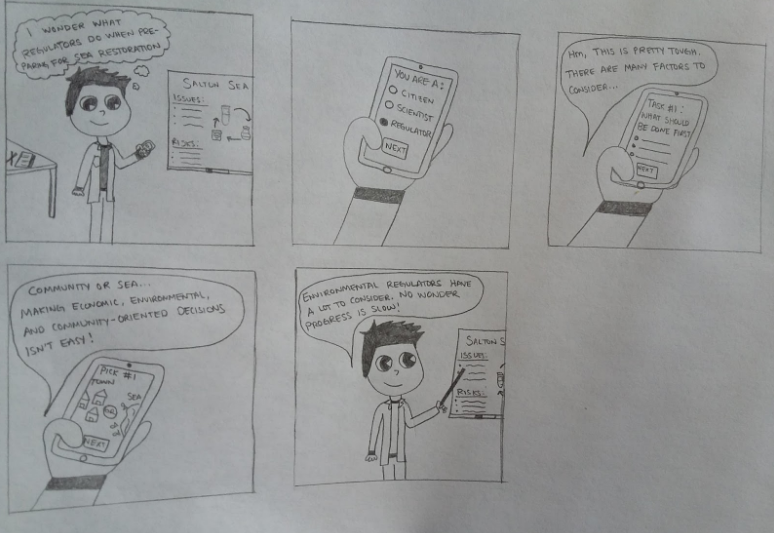 I WONDER WHAT
REGULATORS DO WHEN PRE-
PARING FOR SEA RESTORATION
SALTON SEA
ISSUES:
RISKS:
YOU ARE A:
CITIZEN
SCIENTIST
REGULATOR
NEXT
HM, THIS IS PRETTY TOUGH.
THERE ARE MANY FACTORS TO
CONSIDER...
TASK #1:
WHAT SHOULD
BE DONE FIRST
NEXT
COMMUNITY OR SEA...
MAKING ECONOMIC, ENVIRONMENTAL,
AND COMMUNITY-ORIENTED DECISIONS
ISN'T EASY!
PICK #1
TOWN
SEA
OR
NEXT
ENVIRONMENTAL REGULATORS HAVE
A LOT TO CONSIDER, NO WONDER
PROGRESS IS SLOW!
SALTON S
ISSUES:
RISKS: